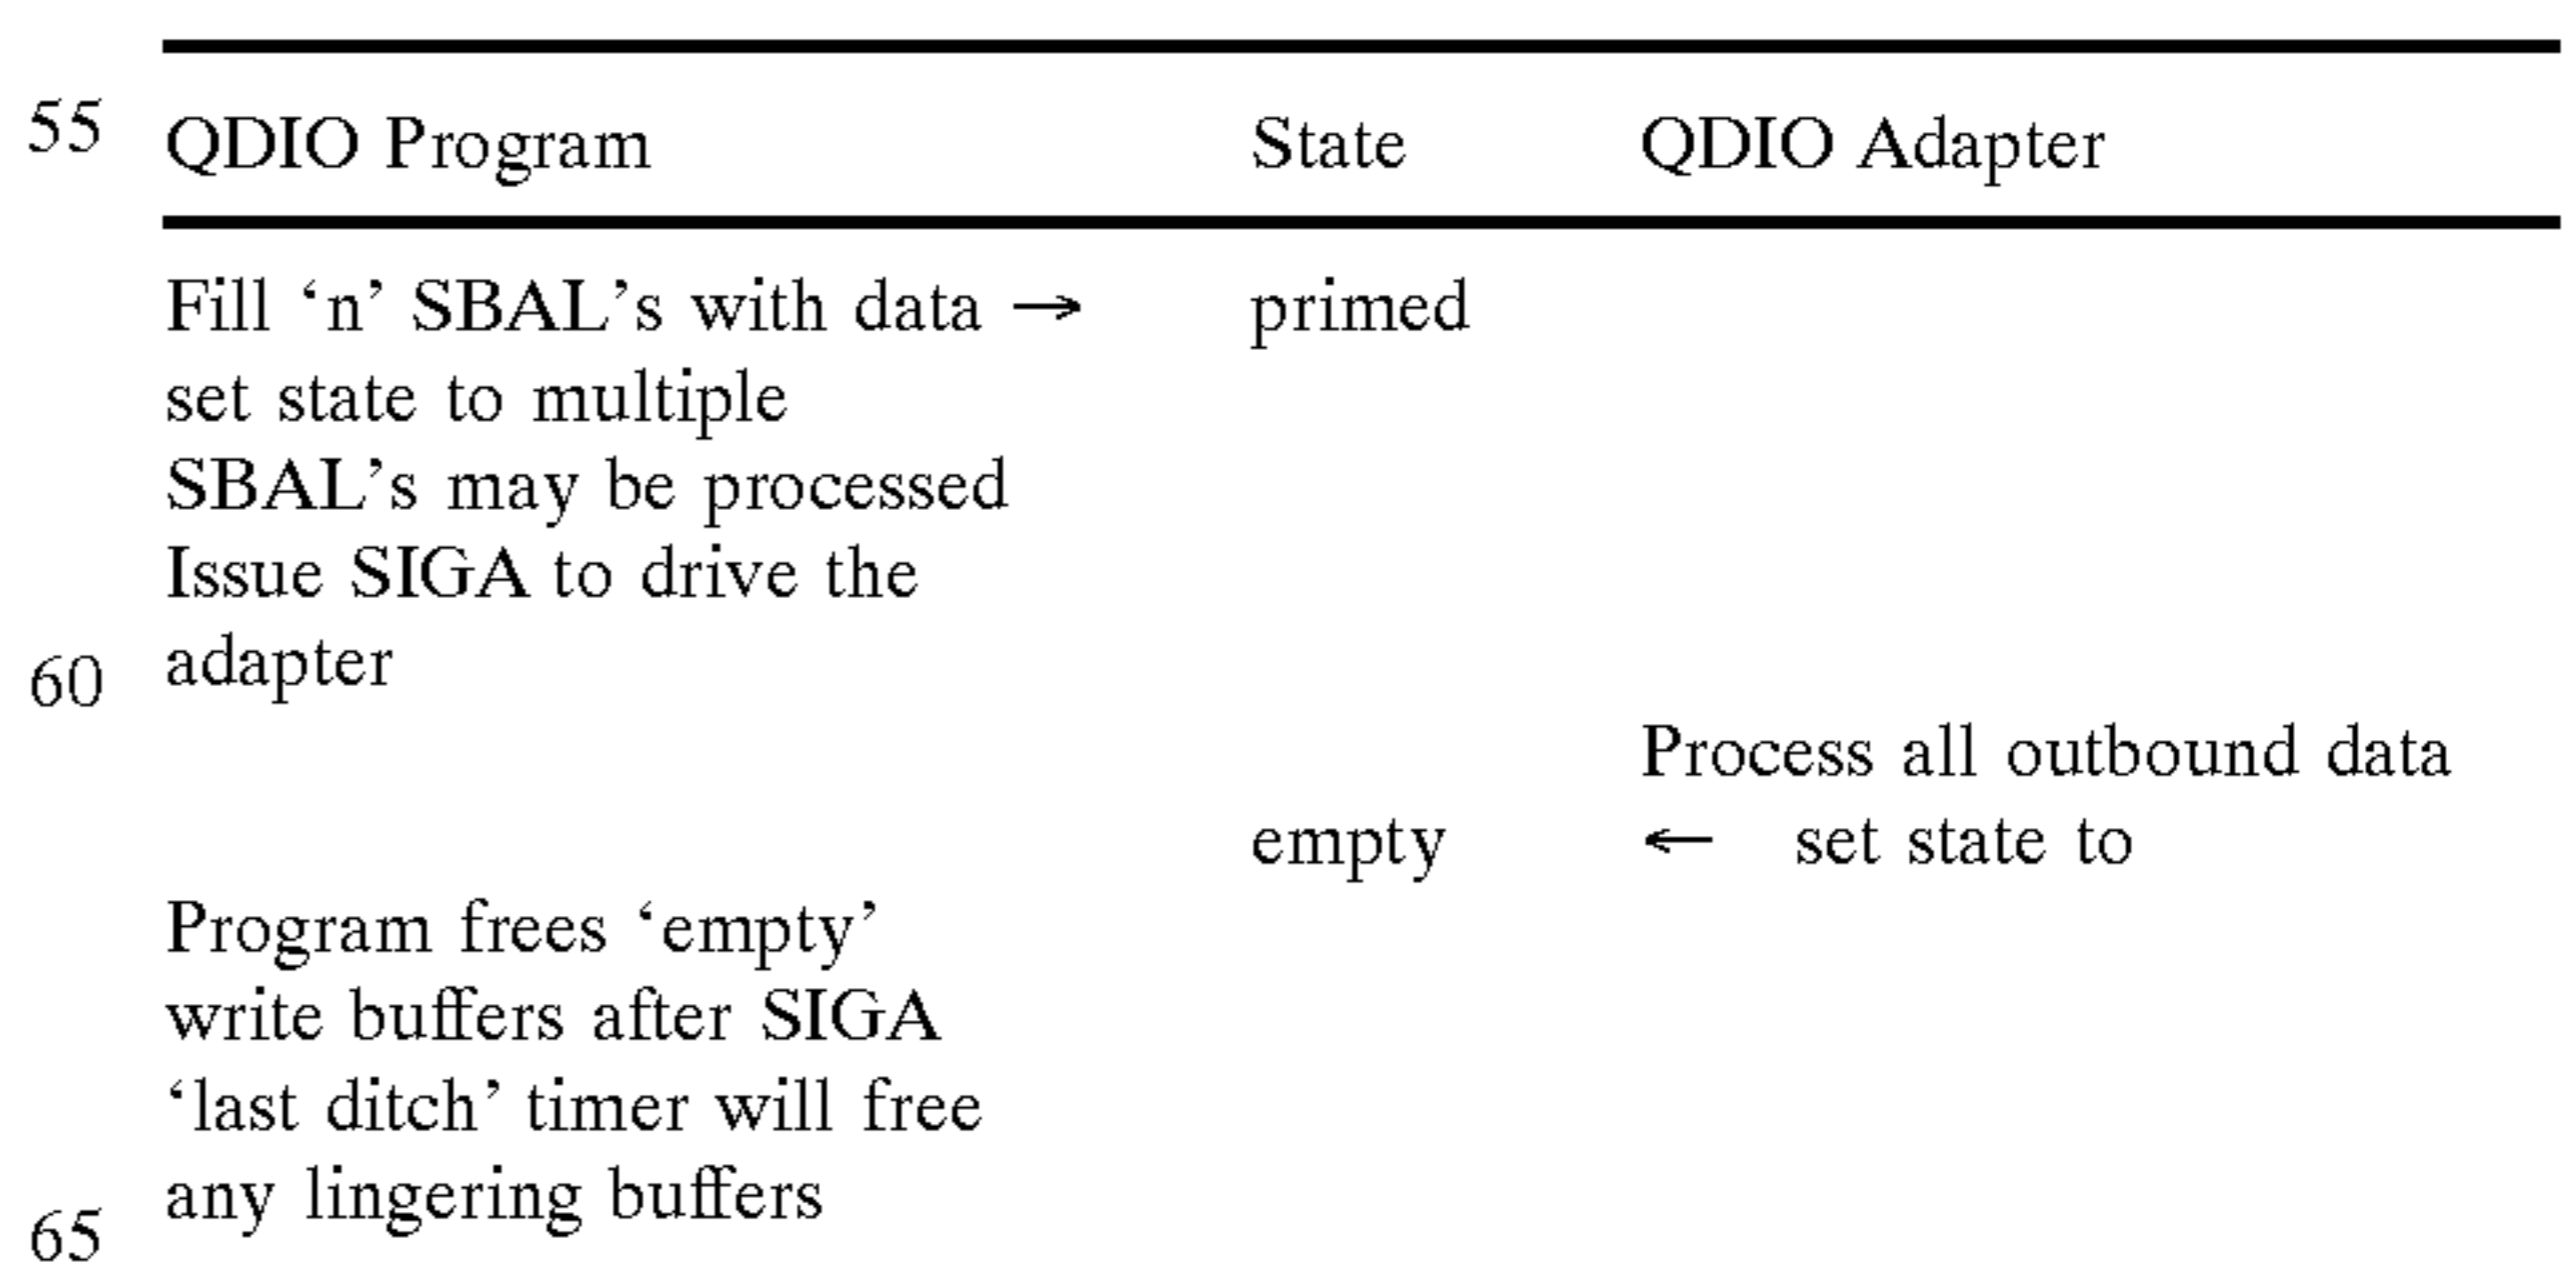 55 QDIO Program State QDIO Adapter
Fill ‘n’ SBAL’s with data → primed
set state to multiple
SBAL’s may be processed
Issue SIGA to drive the
60 adapter
Process all outbound data
empty ← set state to
Program frees ‘empty’
write buffers after SIGA
‘last ditch’ timer will free
65 any lingering buffers